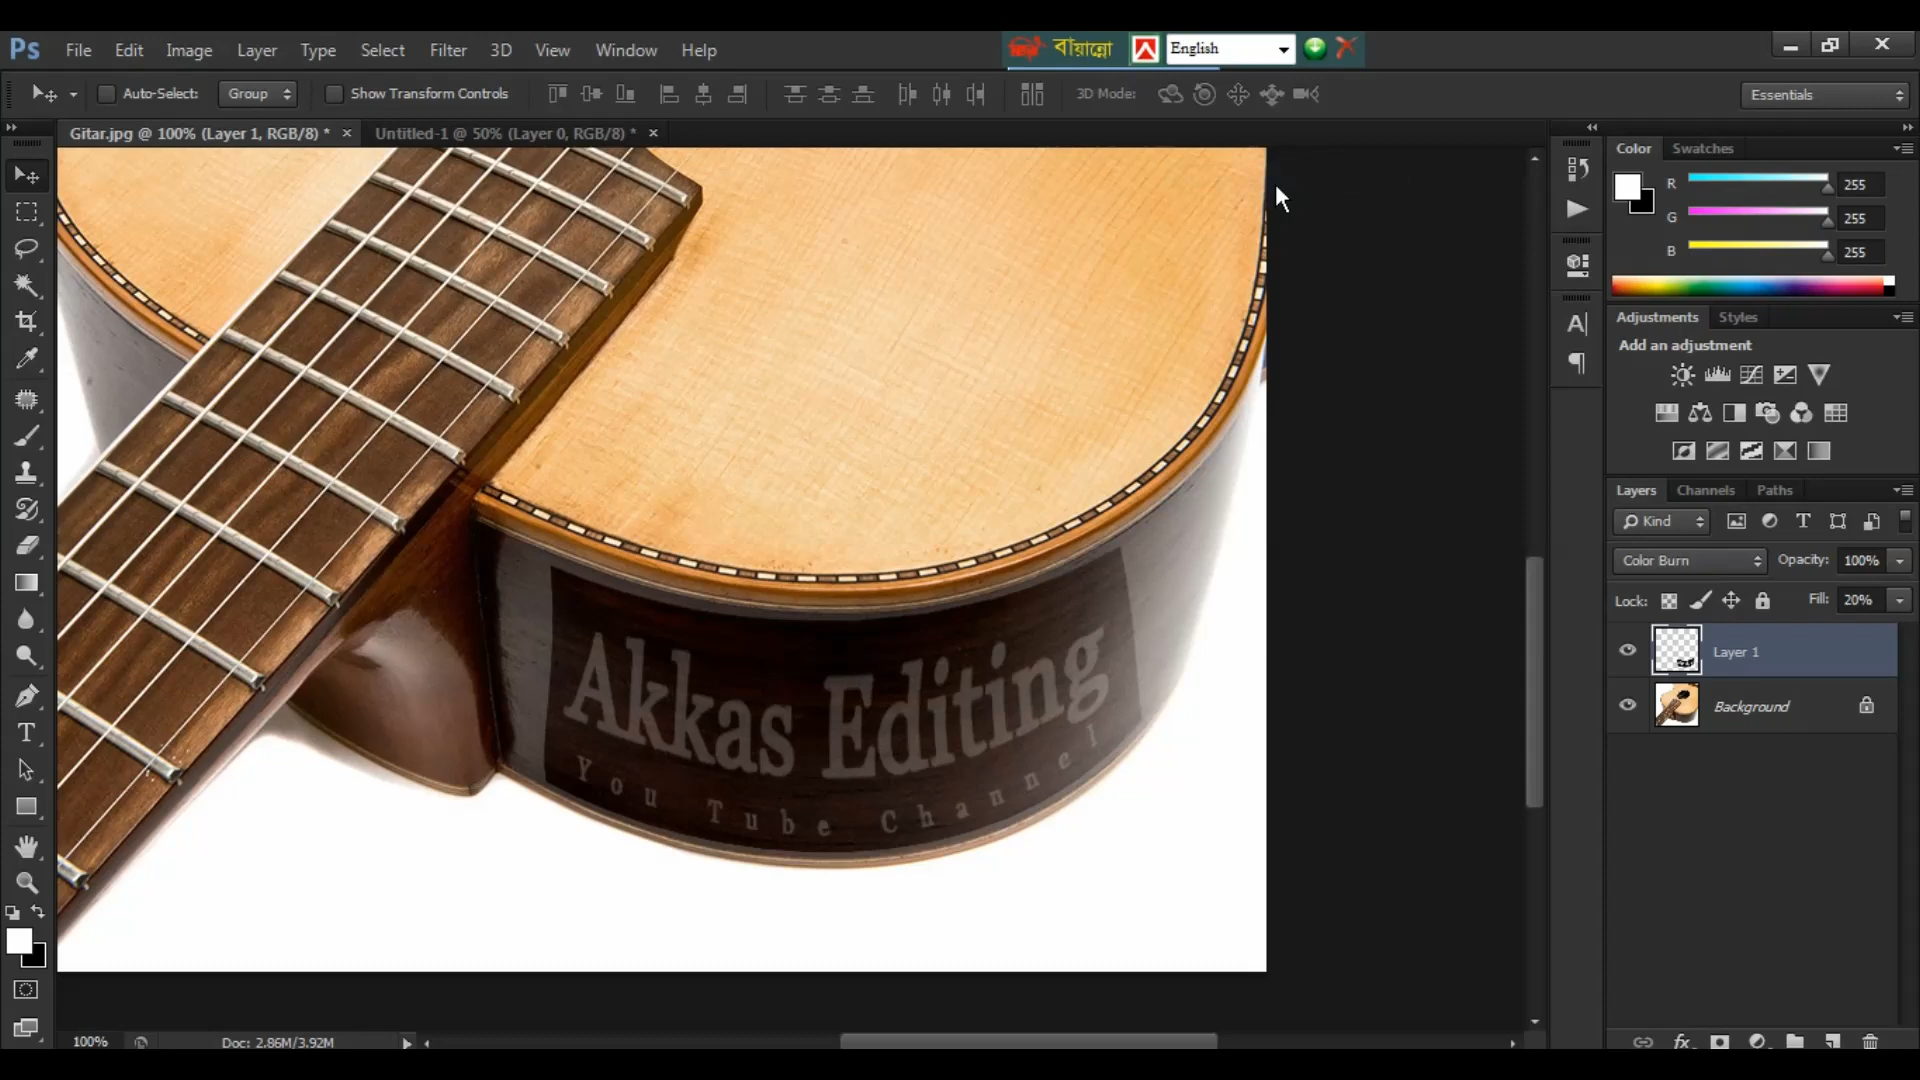 Ps File Edit Image Layer Type Select Filter 3D View Window Help
বায়ান্নো English
Auto-Select: Group Show Transform Controls 3D Mode: Essentials
Gitar.jpg @ 100% (Layer 1, RGB/8) * × Untitled-1 @ 50% (Layer 0, RGB/8) * ×
Color Swatches
R 255
G 255
B 255
Adjustments Styles
Add an adjustment
Layers Channels Paths
Kind T
Color Burn Opacity: 100%
Lock: Fill: 20%
Layer 1
Background
Akkas Editing
You Tube Channel
100% Doc: 2.86M/3.92M
fx